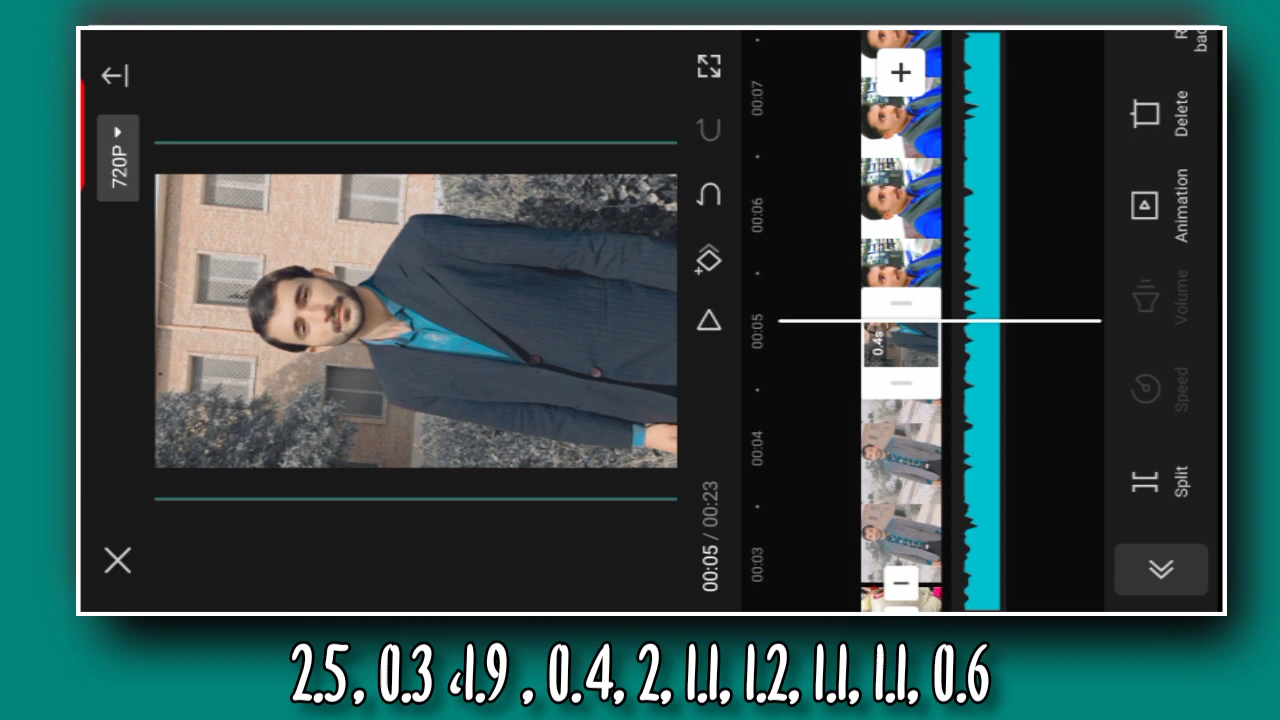 720P
00:05 / 00:23
00:03
00:04
00:05
00:06
00:07
0.4s
Split
Speed
Volume
Animation
Delete
2.5, 0.3 ،1.9 , 0.4, 2, 1.1, 1.2, 1.1, 1.1, 0.6